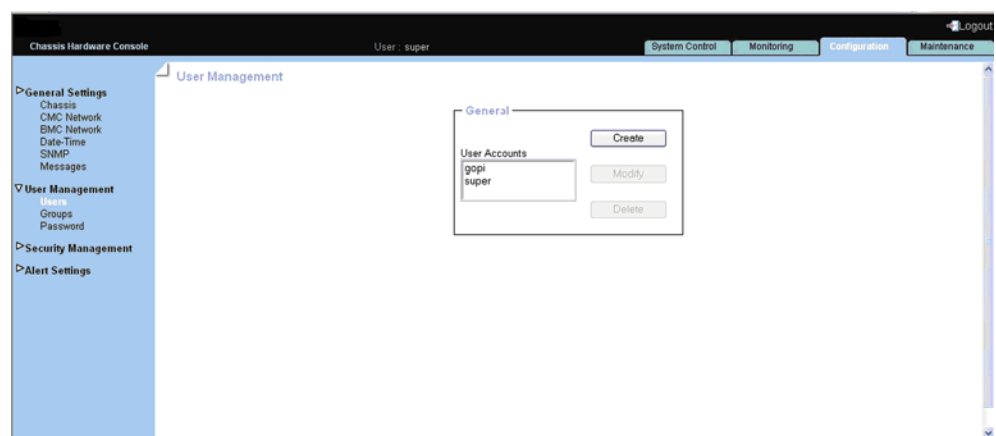 Logout
Chassis Hardware Console
User : super
System Control
Monitoring
Configuration
Maintenance
General Settings
Chassis
CMC Network
BMC Network
Date-Time
SNMP
Messages
User Management
Users
Groups
Password
Security Management
Alert Settings
User Management
General
User Accounts
gopi
super
Create
Modify
Delete